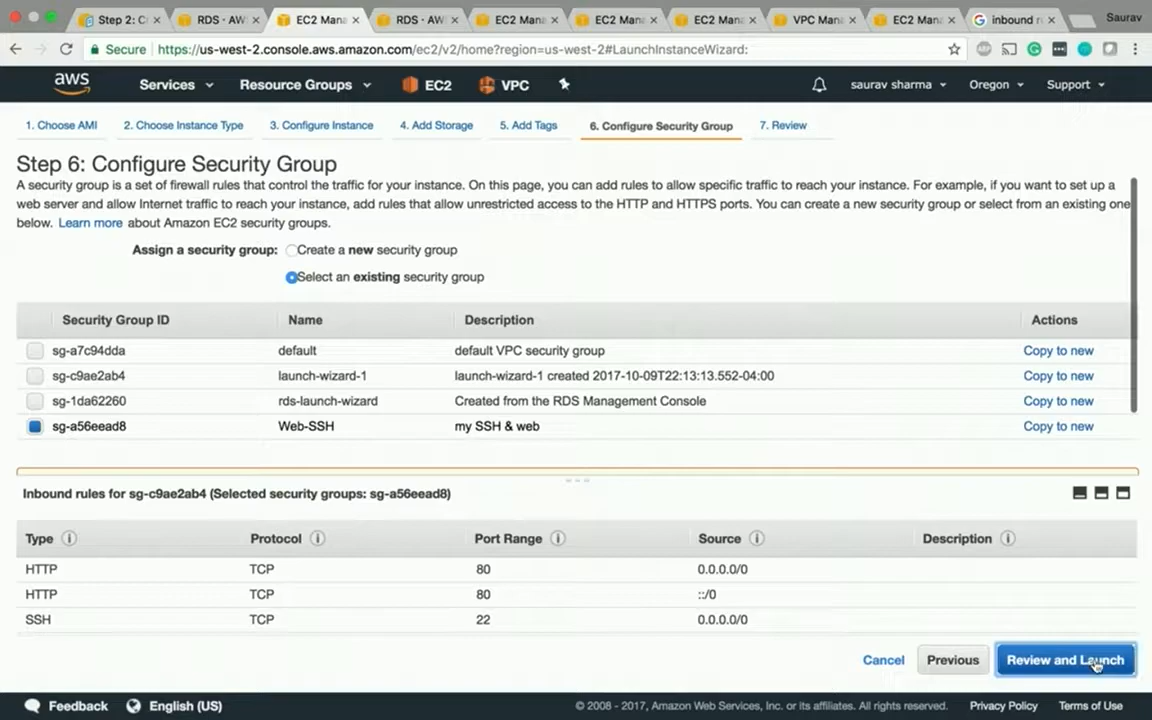 Step 2: C
RDS · AWS
EC2 Mana
RDS · AW
EC2 Mana
EC2 Mana
EC2 Mana
VPC Mana
EC2 Mana
inbound r
Saurav
Secure
https://us-west-2.console.aws.amazon.com/ec2/v2/home?region=us-west-2#LaunchInstanceWizard:
aws
Services
Resource Groups
EC2
VPC
saurav sharma
Oregon
Support
1. Choose AMI
2. Choose Instance Type
3. Configure Instance
4. Add Storage
5. Add Tags
6. Configure Security Group
7. Review
Step 6: Configure Security Group
A security group is a set of firewall rules that control the traffic for your instance. On this page, you can add rules to allow specific traffic to reach your instance. For example, if you want to set up a
web server and allow Internet traffic to reach your instance, add rules that allow unrestricted access to the HTTP and HTTPS ports. You can create a new security group or select from an existing one
below. Learn more about Amazon EC2 security groups.
Assign a security group: Create a new security group
Select an existing security group
Security Group ID Name Description Actions
sg-a7c94dda default default VPC security group Copy to new
sg-c9ae2ab4 launch-wizard-1 launch-wizard-1 created 2017-10-09T22:13:13.552-04:00 Copy to new
sg-1da62260 rds-launch-wizard Created from the RDS Management Console Copy to new
sg-a56eead8 Web-SSH my SSH & web Copy to new
Inbound rules for sg-c9ae2ab4 (Selected security groups: sg-a56eead8)
Type Protocol Port Range Source Description
HTTP TCP 80 0.0.0.0/0
HTTP TCP 80 ::/0
SSH TCP 22 0.0.0.0/0
Cancel
Previous
Review and Launch
Feedback
English (US)
© 2008 - 2017, Amazon Web Services, Inc. or its affiliates. All rights reserved.
Privacy Policy
Terms of Use